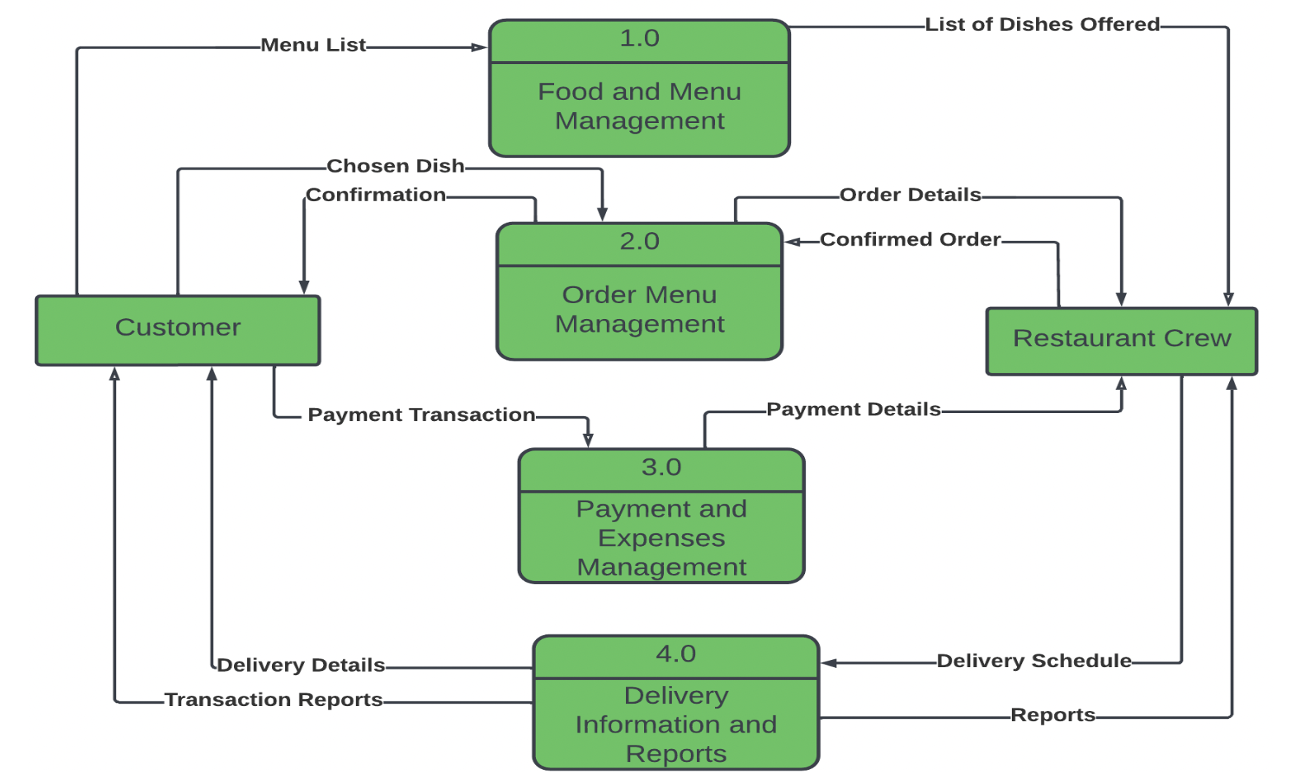 List of Dishes Offered
Menu List
1.0
Food and Menu
Management
Chosen Dish
Confirmation
Order Details
Confirmed Order
2.0
Order Menu
Management
Customer
Restaurant Crew
Payment Transaction
Payment Details
3.0
Payment and
Expenses
Management
4.0
Delivery
Information and
Reports
Delivery Details
Delivery Schedule
Transaction Reports
Reports